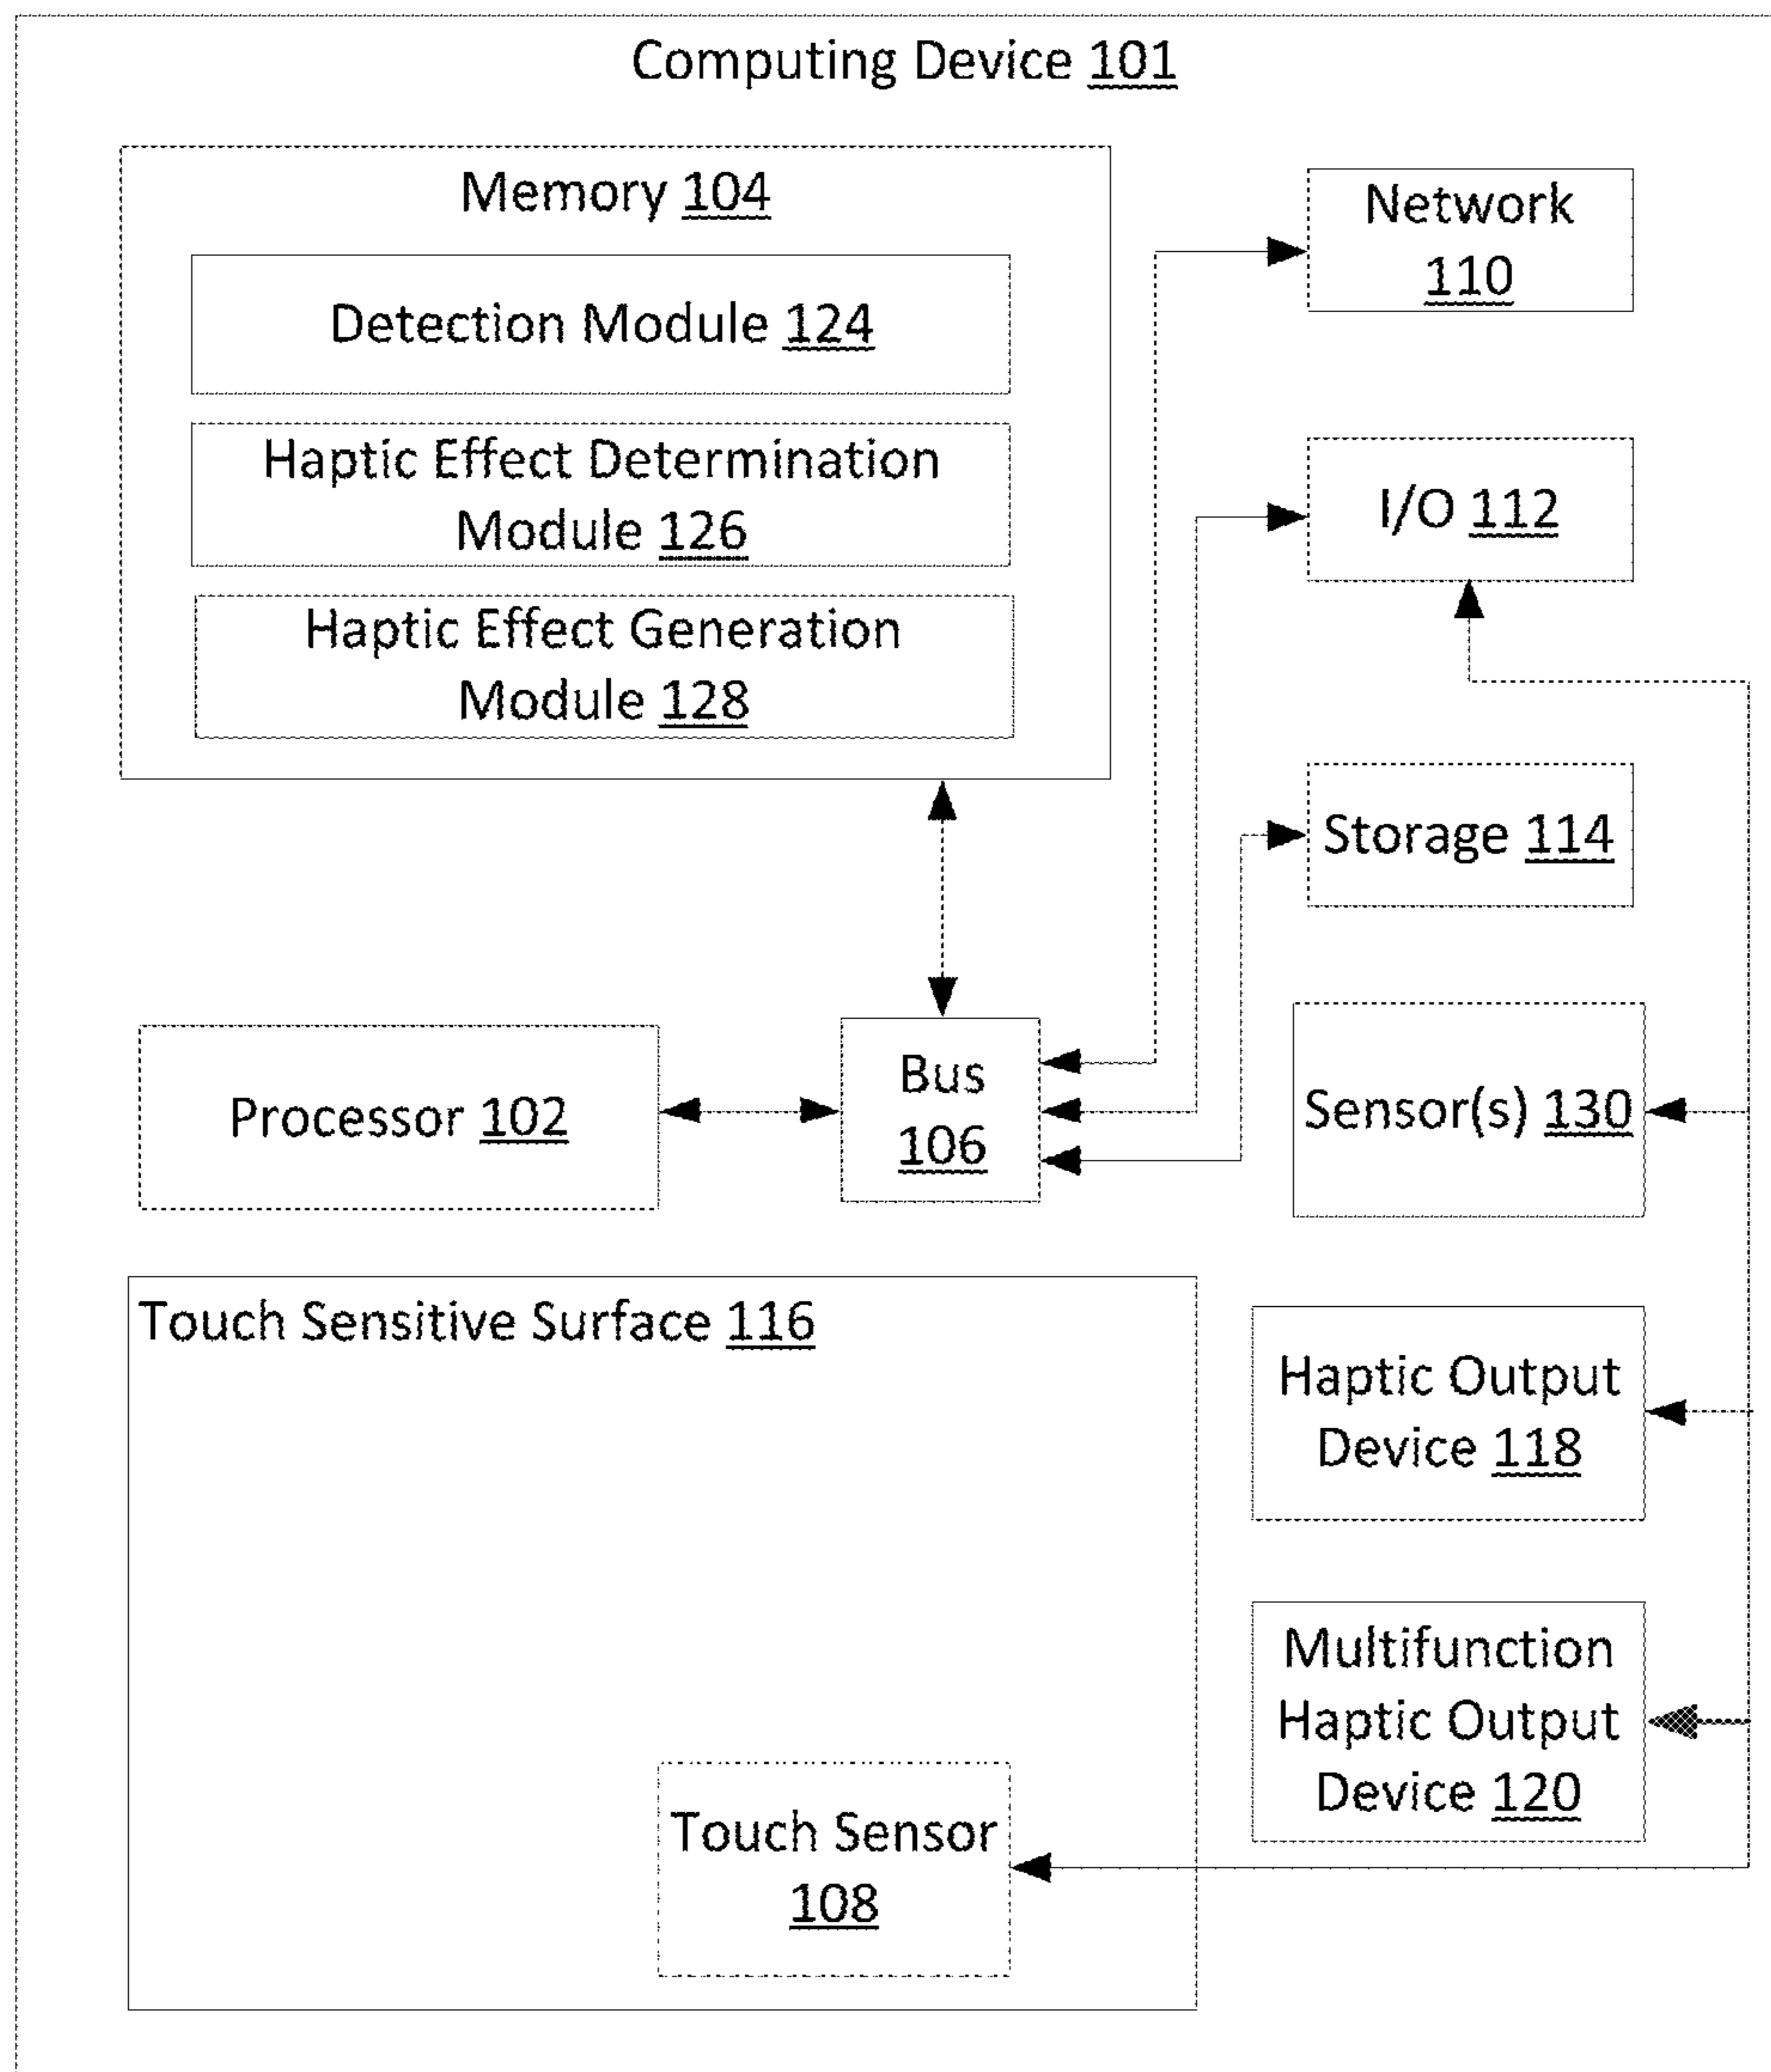 Computing Device 101
Memory 104
Detection Module 124
Haptic Effect Determination
Module 126
Haptic Effect Generation
Module 128
Network
110
I/O 112
Storage 114
Processor 102
Bus
106
Sensor(s) 130
Touch Sensitive Surface 116
Haptic Output
Device 118
Multifunction
Haptic Output
Device 120
Touch Sensor
108